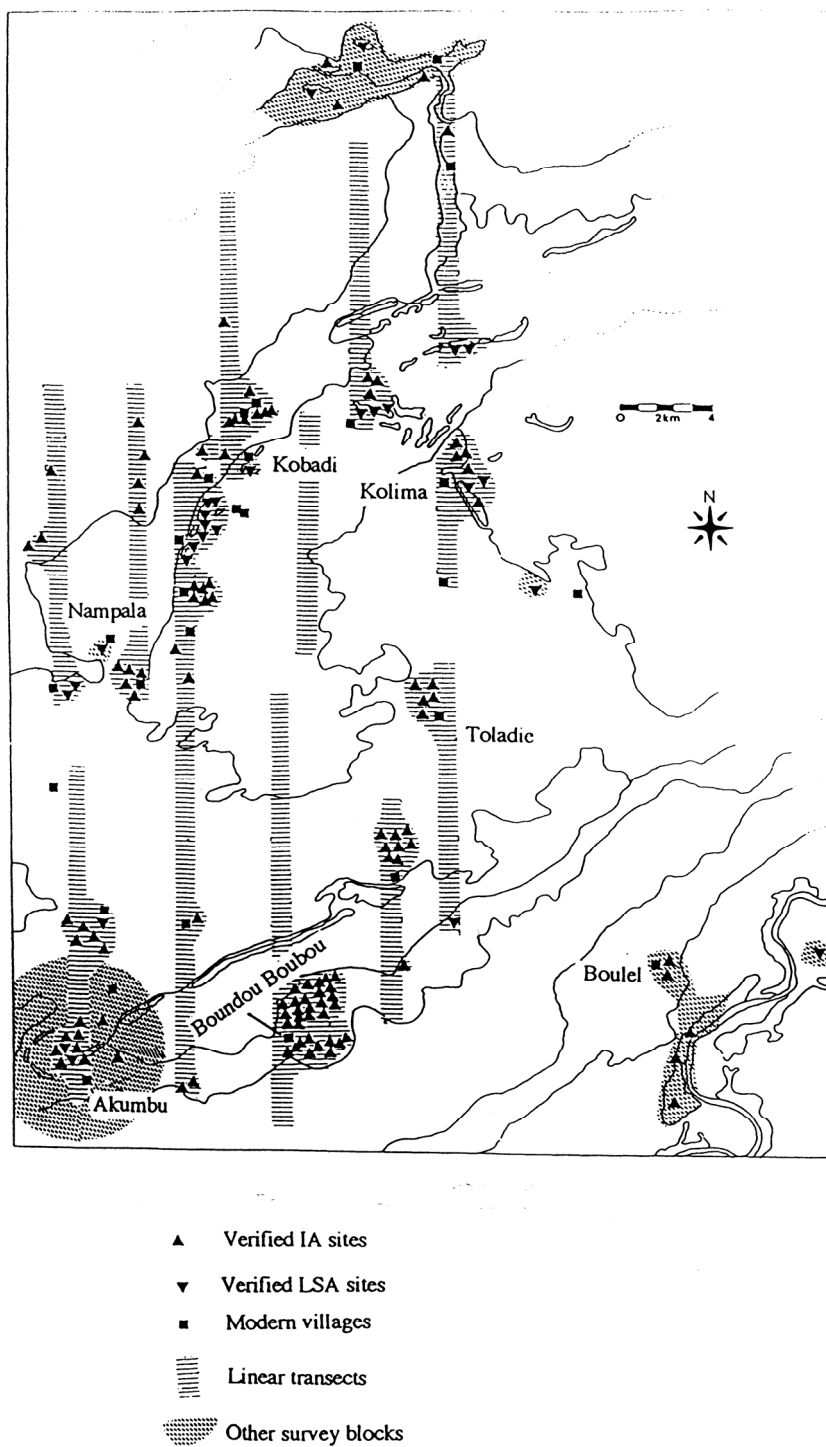 Kobadi
Kolima
0 2km 4
N
Nampala
Toladie
Boulel
Boundou Boubou
Akumbu
Verified IA sites
Verified LSA sites
Modern villages
Linear transects
Other survey blocks